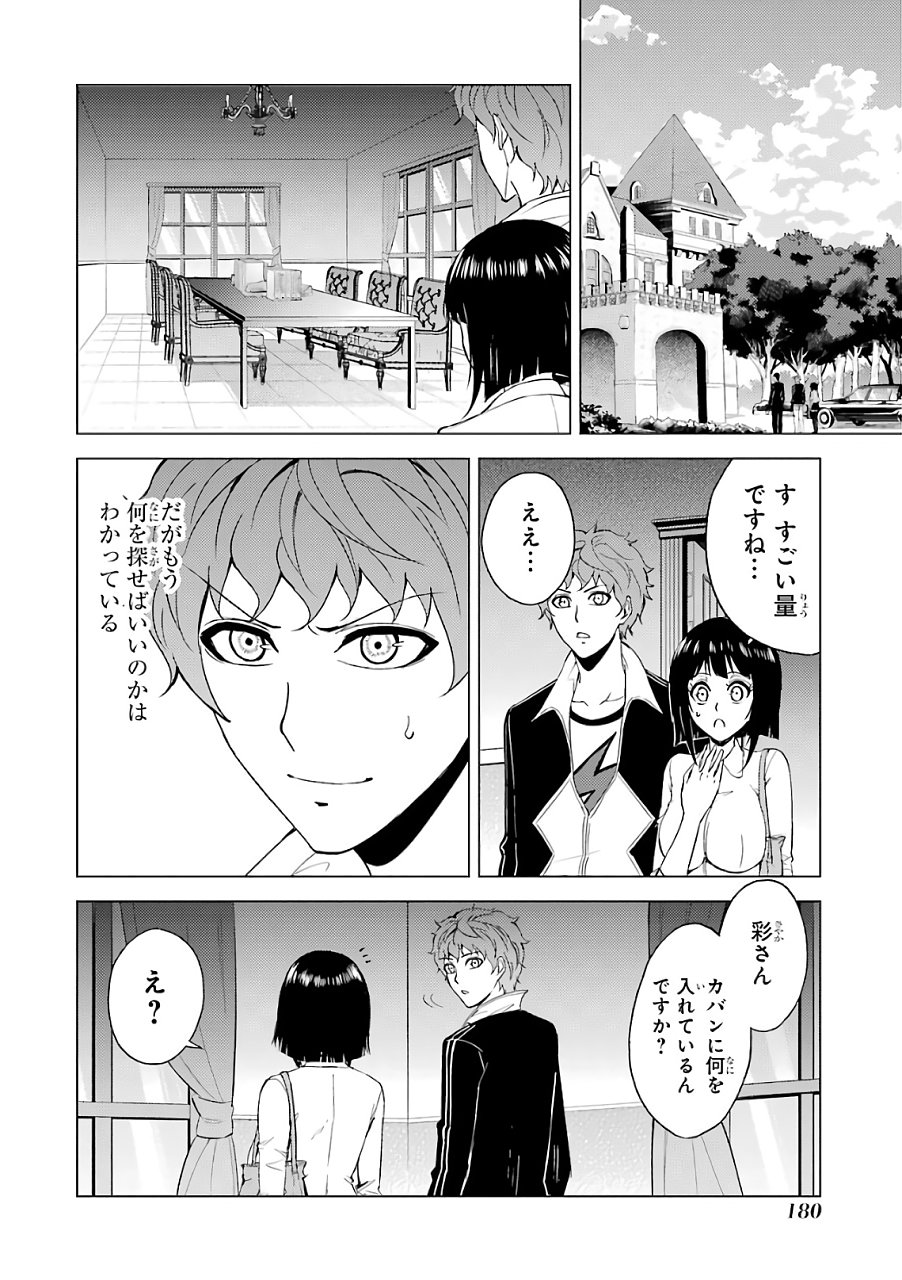 す すごい量
ですね…
ええ…
だがもう
何を探せばいいのかは
わかっている
彩さん
カバンに何を
入れているん
ですか?
え?
180